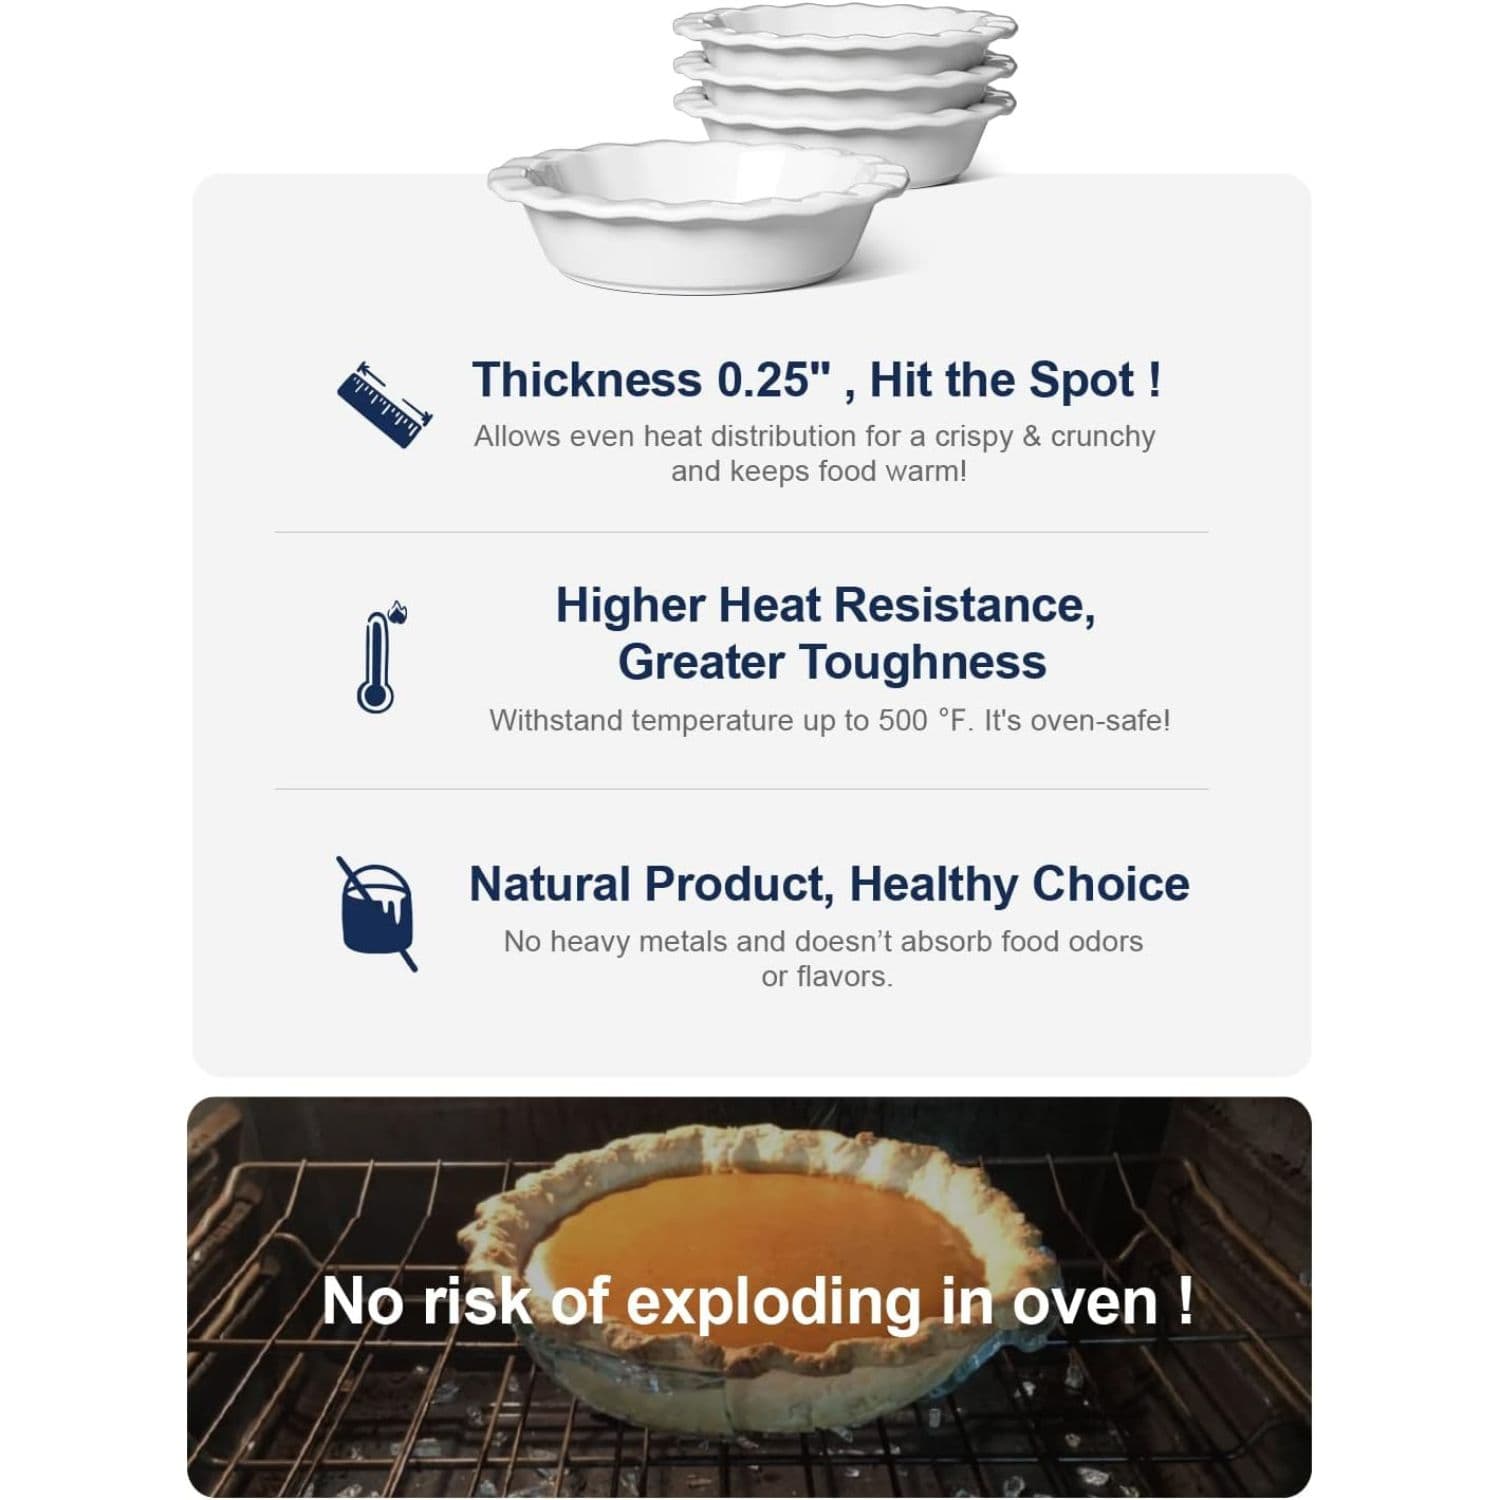 Thickness 0.25" , Hit the Spot !
Allows even heat distribution for a crispy & crunchy
and keeps food warm!
Higher Heat Resistance,
Greater Toughness
Withstand temperature up to 500 °F. It's oven-safe!
Natural Product, Healthy Choice
No heavy metals and doesn’t absorb food odors
or flavors.
No risk of exploding in oven !